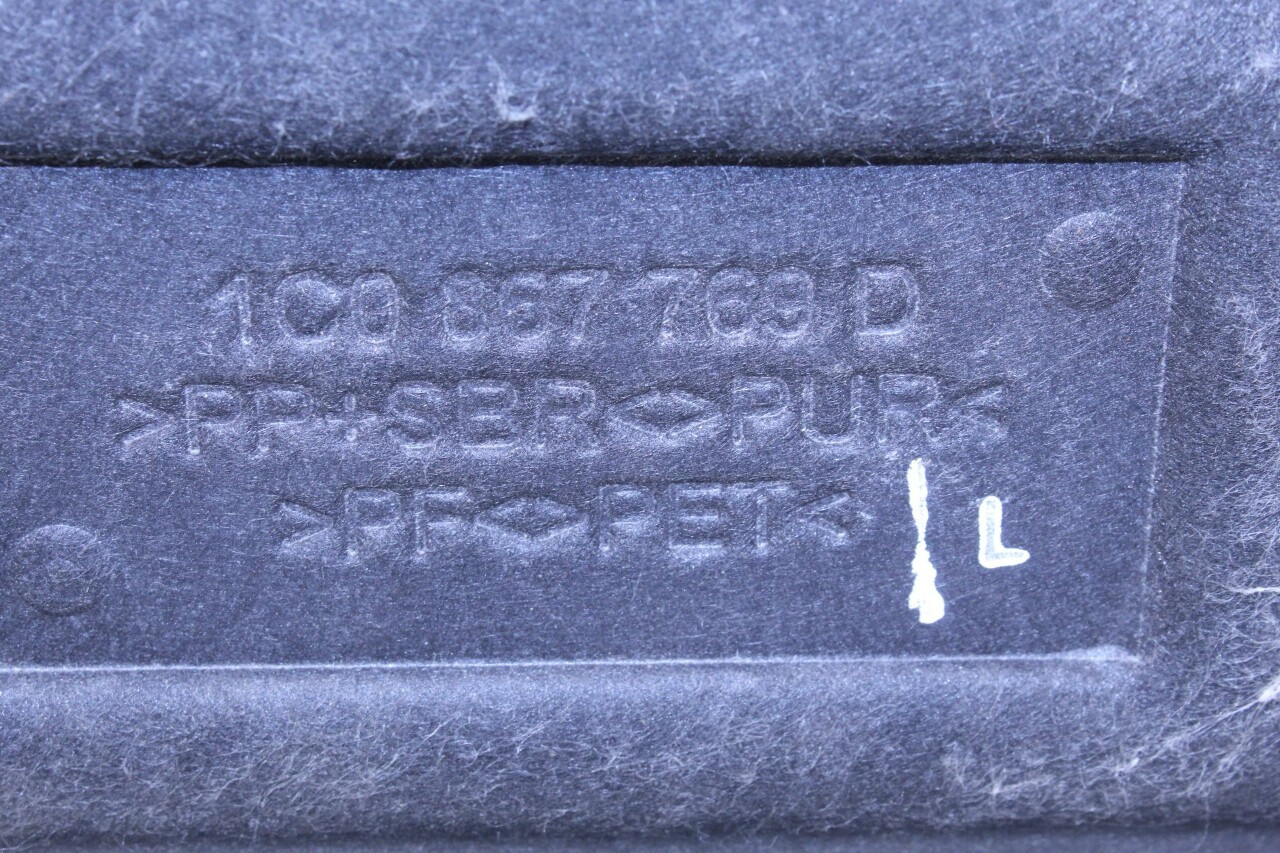 1C0 867 769 D
>PP+SBR<>PUR<
>PF<>PET<
L